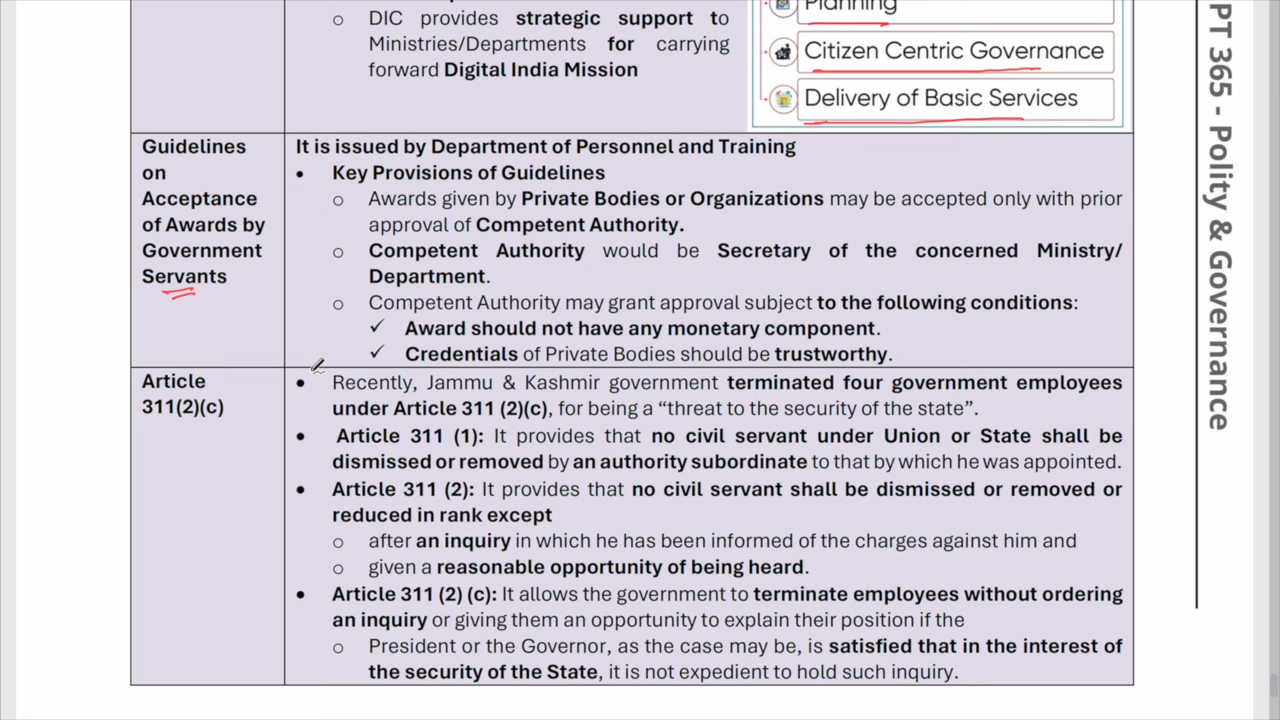 Planning
DIC provides strategic support to
Ministries/Departments for carrying
forward Digital India Mission
Citizen Centric Governance
Delivery of Basic Services
Guidelines
on
Acceptance
of Awards by
Government
Servants
It is issued by Department of Personnel and Training
• Key Provisions of Guidelines
o Awards given by Private Bodies or Organizations may be accepted only with prior
approval of Competent Authority.
o Competent Authority would be Secretary of the concerned Ministry/
Department.
o Competent Authority may grant approval subject to the following conditions:
✓ Award should not have any monetary component.
✓ Credentials of Private Bodies should be trustworthy.
Article
311(2)(c)
• Recently, Jammu & Kashmir government terminated four government employees
under Article 311 (2)(c), for being a “threat to the security of the state”.
• Article 311 (1): It provides that no civil servant under Union or State shall be
dismissed or removed by an authority subordinate to that by which he was appointed.
• Article 311 (2): It provides that no civil servant shall be dismissed or removed or
reduced in rank except
o after an inquiry in which he has been informed of the charges against him and
o given a reasonable opportunity of being heard.
• Article 311 (2) (c): It allows the government to terminate employees without ordering
an inquiry or giving them an opportunity to explain their position if the
o President or the Governor, as the case may be, is satisfied that in the interest of
the security of the State, it is not expedient to hold such inquiry.
PT 365 - Polity & Governance